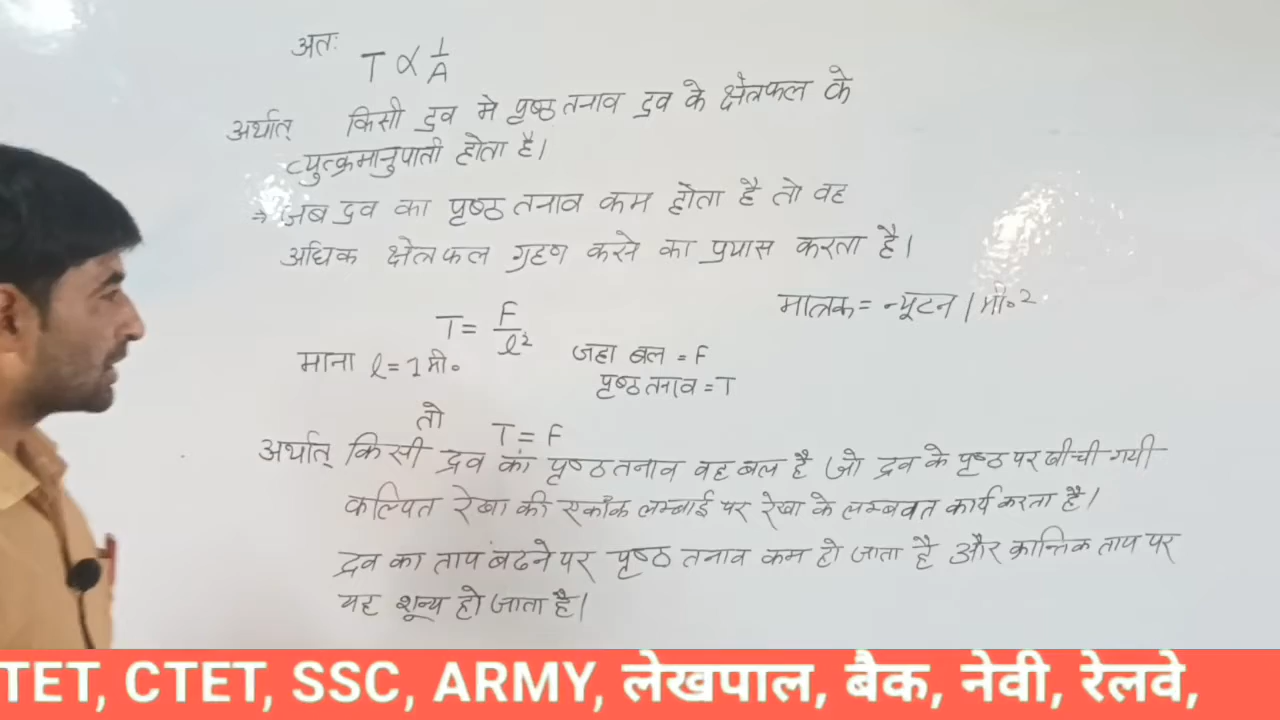 अतः T ∝ 1/A
अर्थात् किसी द्रव मे पृष्ठ तनाव द्रव के क्षेत्रफल के
व्युत्क्रमानुपाती होता है।
⇒ जब द्रव का पृष्ठ तनाव कम होता है तो वह
अधिक क्षेत्रफल ग्रहण करने का प्रयास करता है।
मात्रक = न्यूटन / मी०²
T = F/l²
माना l = 1 मी०
जहा बल = F
पृष्ठ तनाव = T
तो T = F
अर्थात् किसी द्रव का पृष्ठ तनाव वह बल है जो द्रव के पृष्ठ पर खीची गयी
कल्पित रेखा की एकाँक लम्बाई पर रेखा के लम्बवत कार्य करता है।
द्रव का ताप बढने पर पृष्ठ तनाव कम हो जाता है और क्रान्तिक ताप पर
यह शून्य हो जाता है।
TET, CTET, SSC, ARMY, लेखपाल, बैक, नेवी, रेलवे,